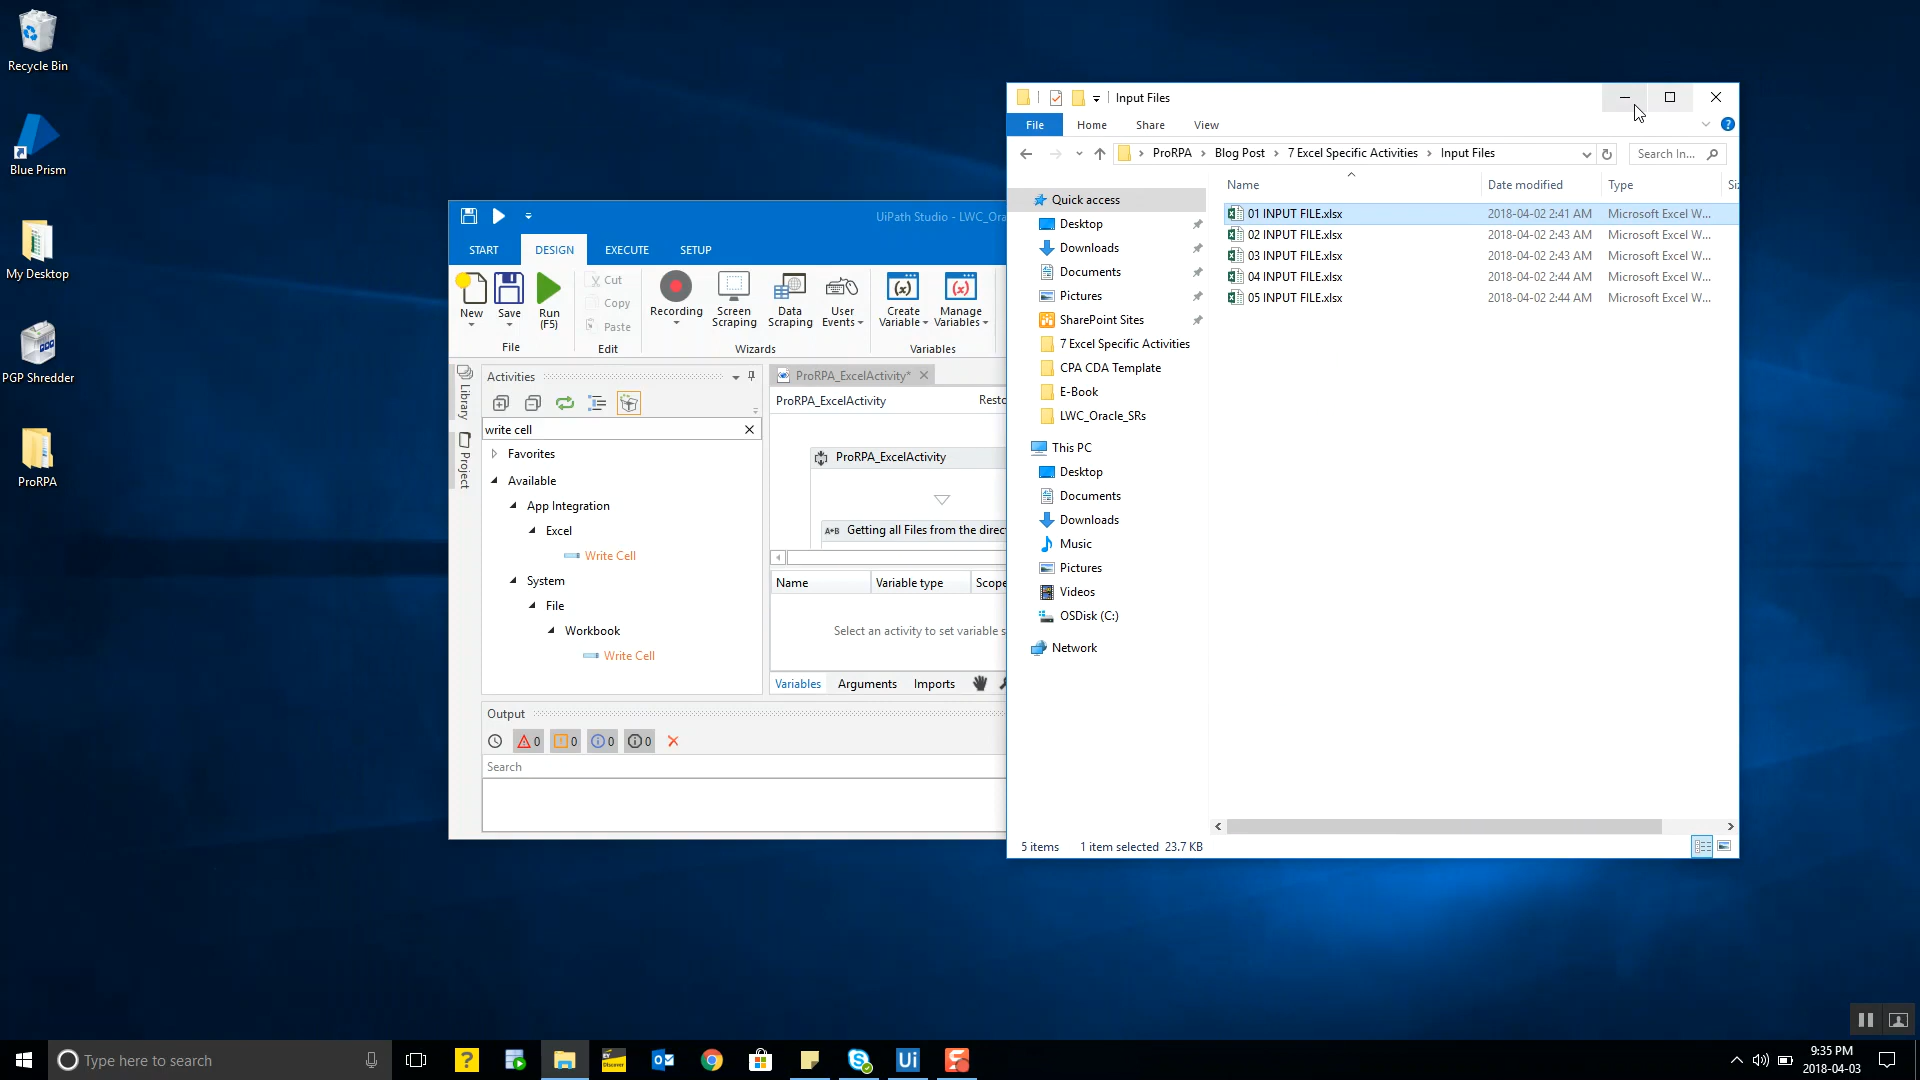 Recycle Bin
Blue Prism
My Desktop
PGP Shredder
ProRPA
UiPath Studio - LWC_Ora
START DESIGN EXECUTE SETUP
New Save Run (F5) Cut Copy Paste Recording Screen Scraping Data Scraping User Events Create Variable Manage Variables
File Edit Wizards Variables
Library
Project
Activities
write cell
Favorites
Available
App Integration
Excel
Write Cell
System
File
Workbook
Write Cell
ProRPA_ExcelActivity*
ProRPA_ExcelActivity Resto
ProRPA_ExcelActivity
A+B Getting all Files from the direct
Name Variable type Scope
Select an activity to set variable s
Variables Arguments Imports
Output
0 0 0 0
Search
Input Files
File Home Share View
ProRPA Blog Post 7 Excel Specific Activities Input Files Search In...
Quick access
Desktop
Downloads
Documents
Pictures
SharePoint Sites
7 Excel Specific Activities
CPA CDA Template
E-Book
LWC_Oracle_SRs
This PC
Desktop
Documents
Downloads
Music
Pictures
Videos
OSDisk (C:)
Network
Name Date modified Type Si
01 INPUT FILE.xlsx 2018-04-02 2:41 AM Microsoft Excel W...
02 INPUT FILE.xlsx 2018-04-02 2:43 AM Microsoft Excel W...
03 INPUT FILE.xlsx 2018-04-02 2:43 AM Microsoft Excel W...
04 INPUT FILE.xlsx 2018-04-02 2:44 AM Microsoft Excel W...
05 INPUT FILE.xlsx 2018-04-02 2:44 AM Microsoft Excel W...
5 items 1 item selected 23.7 KB
Type here to search
Ui
9:35 PM
2018-04-03